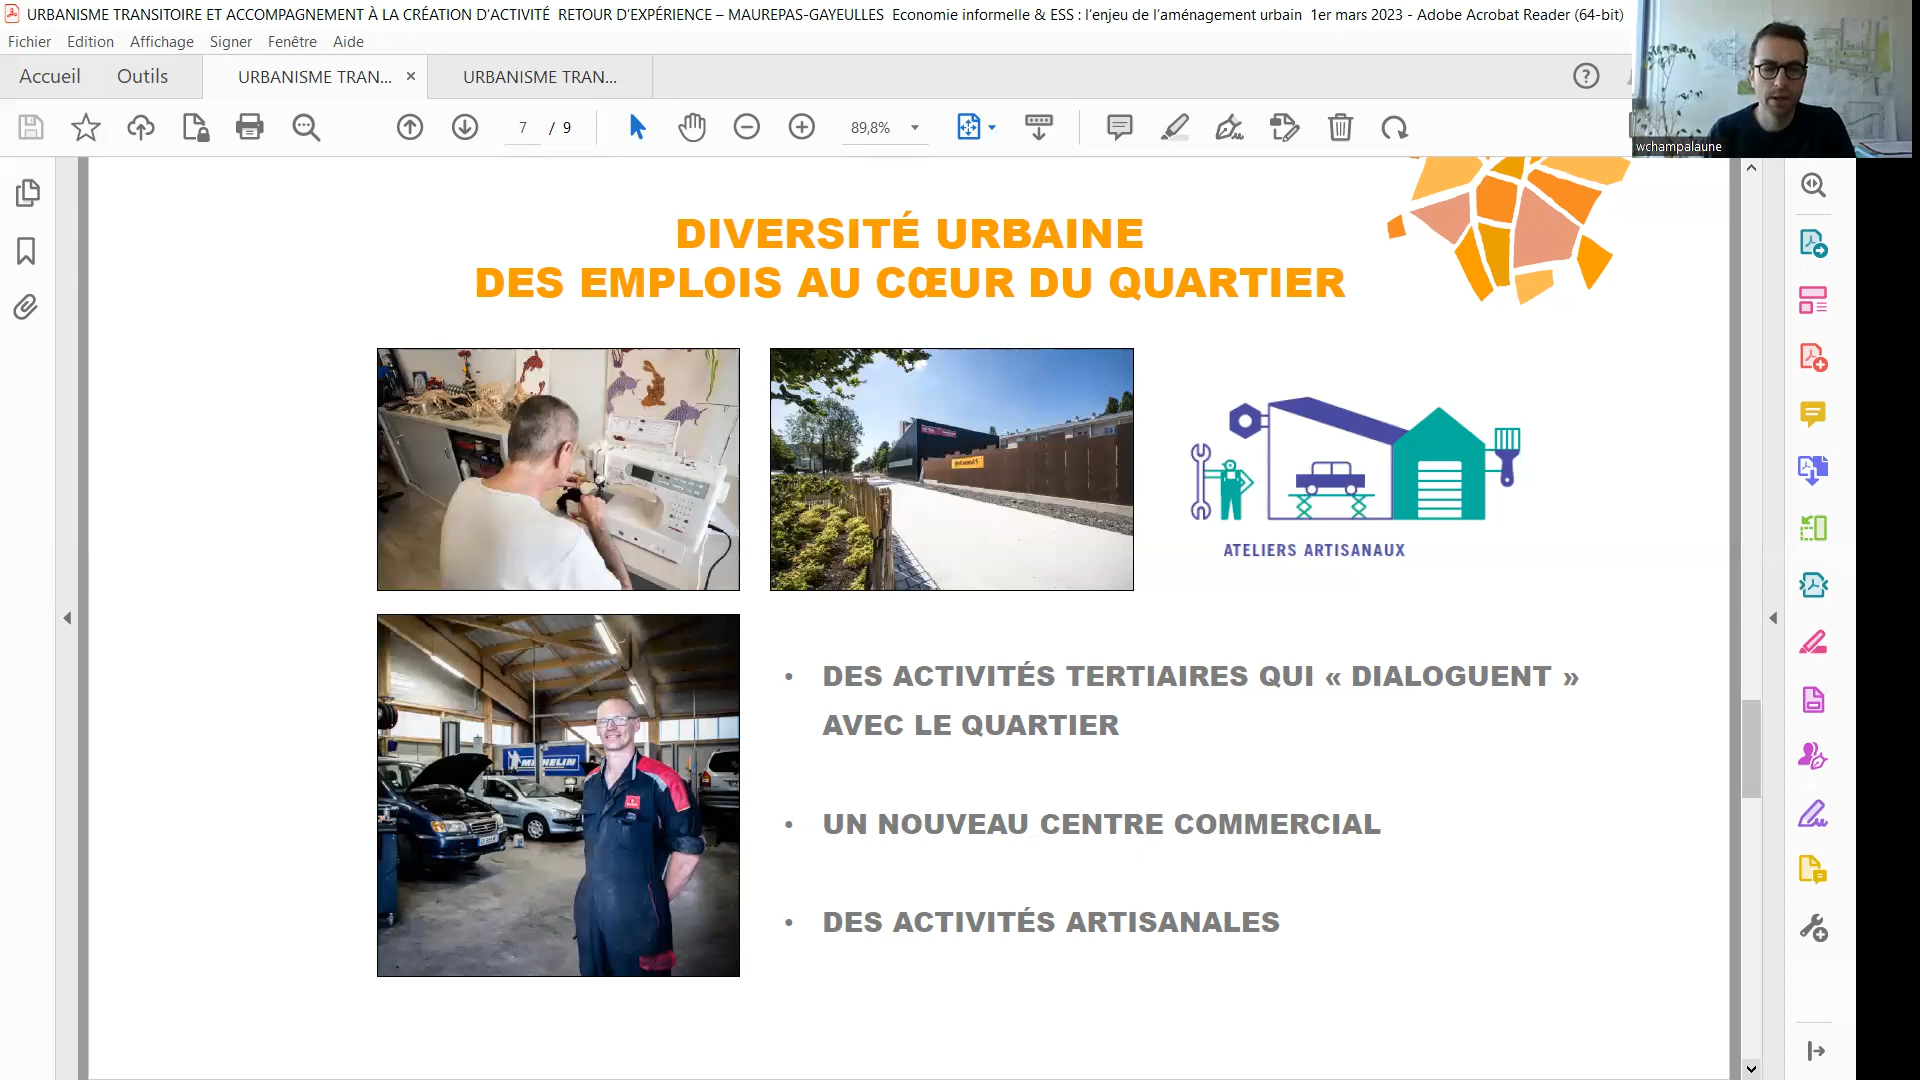 URBANISME TRANSITOIRE ET ACCOMPAGNEMENT À LA CRÉATION D'ACTIVITÉ  RETOUR D'EXPÉRIENCE – MAUREPAS-GAYEULLES  Economie informelle & ESS : l'enjeu de l'aménagement urbain  1er mars 2023 - Adobe Acrobat Reader (64-bit)
Fichier Edition Affichage Signer Fenêtre Aide
Accueil Outils URBANISME TRAN... × URBANISME TRAN...
7 / 9 89,8%
wchampalaune
DIVERSITÉ URBAINE
DES EMPLOIS AU CŒUR DU QUARTIER
ATELIERS ARTISANAUX
MICHELIN
• DES ACTIVITÉS TERTIAIRES QUI « DIALOGUENT »
AVEC LE QUARTIER
• UN NOUVEAU CENTRE COMMERCIAL
• DES ACTIVITÉS ARTISANALES